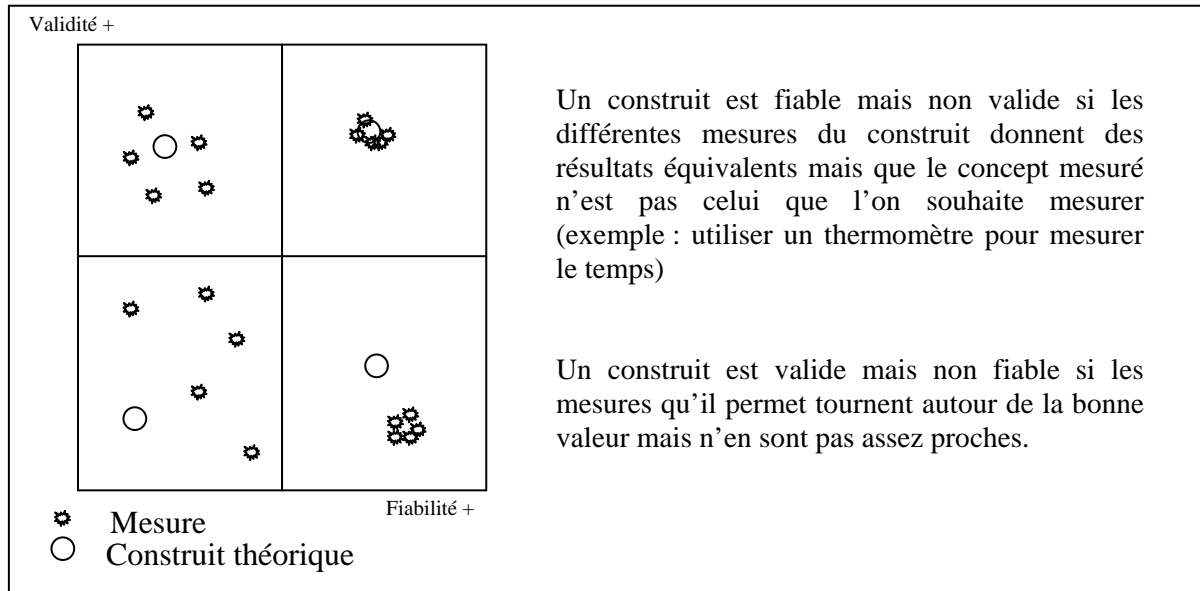 Validité +
Un construit est fiable mais non valide si les
différentes mesures du construit donnent des
résultats équivalents mais que le concept mesuré
n’est pas celui que l’on souhaite mesurer
(exemple : utiliser un thermomètre pour mesurer
le temps)
Un construit est valide mais non fiable si les
mesures qu’il permet tournent autour de la bonne
valeur mais n’en sont pas assez proches.
Fiabilité +
Mesure
Construit théorique